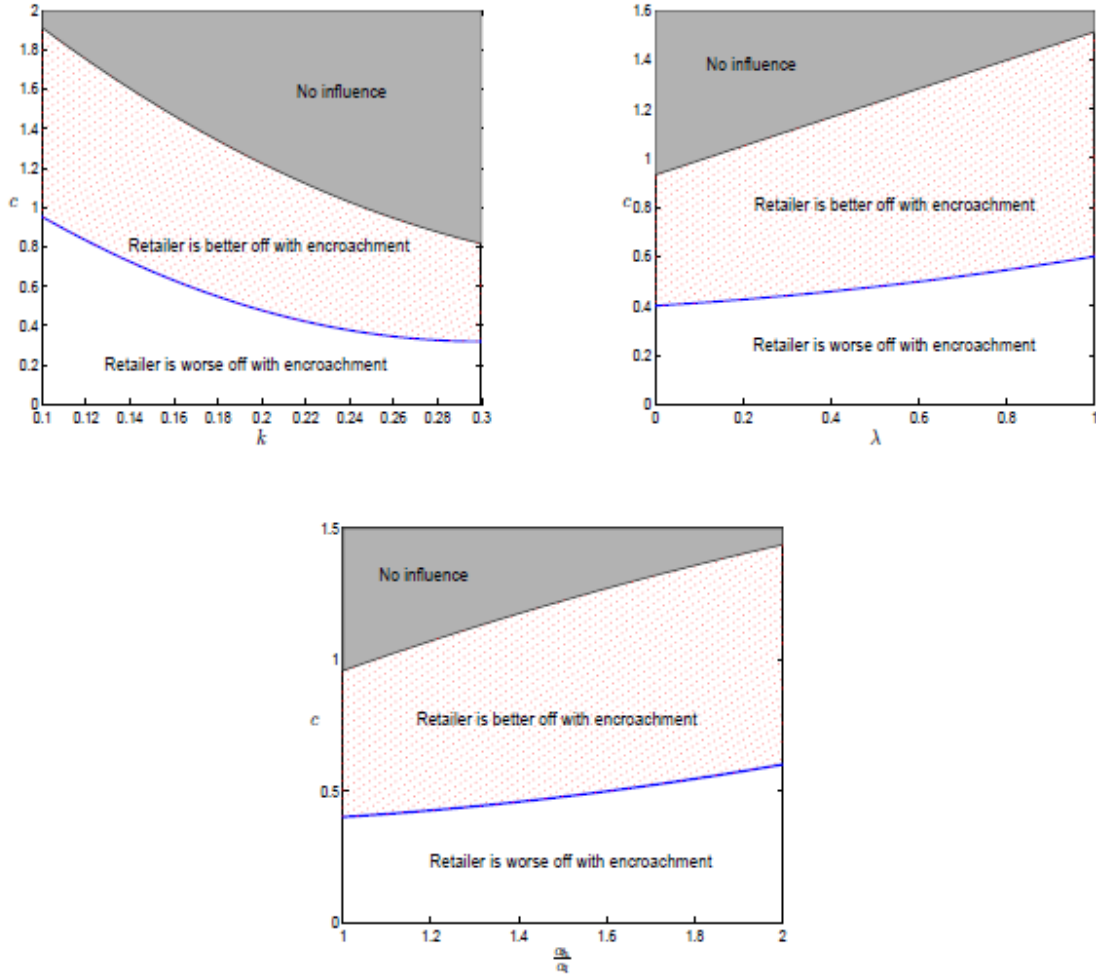 2
1.8
1.6
1.4
1.2
c
1
0.8
0.6
0.4
0.2
0
No influence
Retailer is better off with encroachment
Retailer is worse off with encroachment
0.1 0.12 0.14 0.16 0.18 0.2 0.22 0.24 0.26 0.28 0.3
k
1.6
1.4
1.2
1
c
0.8
0.6
0.4
0.2
0
No influence
Retailer is better off with encroachment
Retailer is worse off with encroachment
0 0.2 0.4 0.6 0.8 1
λ
1.5
1
c
0.5
0
No influence
Retailer is better off with encroachment
Retailer is worse off with encroachment
1 1.2 1.4 1.6 1.8 2